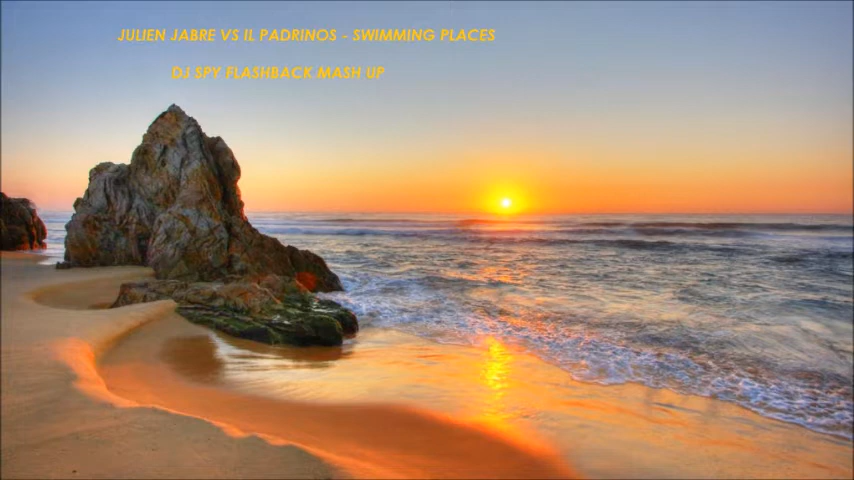 JULIEN JABRE VS IL PADRINOS - SWIMMING PLACES
DJ SPY FLASHBACK MASH UP